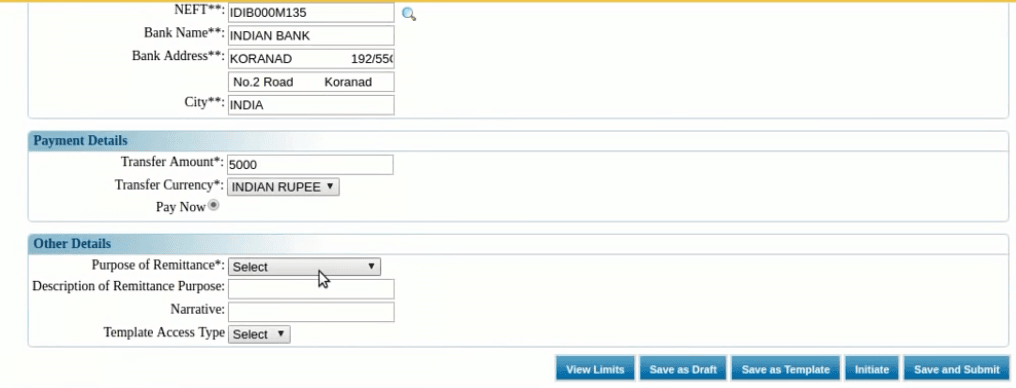 NEFT**: IDIB000M135
Bank Name**: INDIAN BANK
Bank Address**: KORANAD 192/550
No.2 Road Koranad
City**: INDIA
Payment Details
Transfer Amount*: 5000
Transfer Currency*: INDIAN RUPEE
Pay Now
Other Details
Purpose of Remittance*: Select
Description of Remittance Purpose:
Narrative:
Template Access Type Select
View Limits Save as Draft Save as Template Initiate Save and Submit